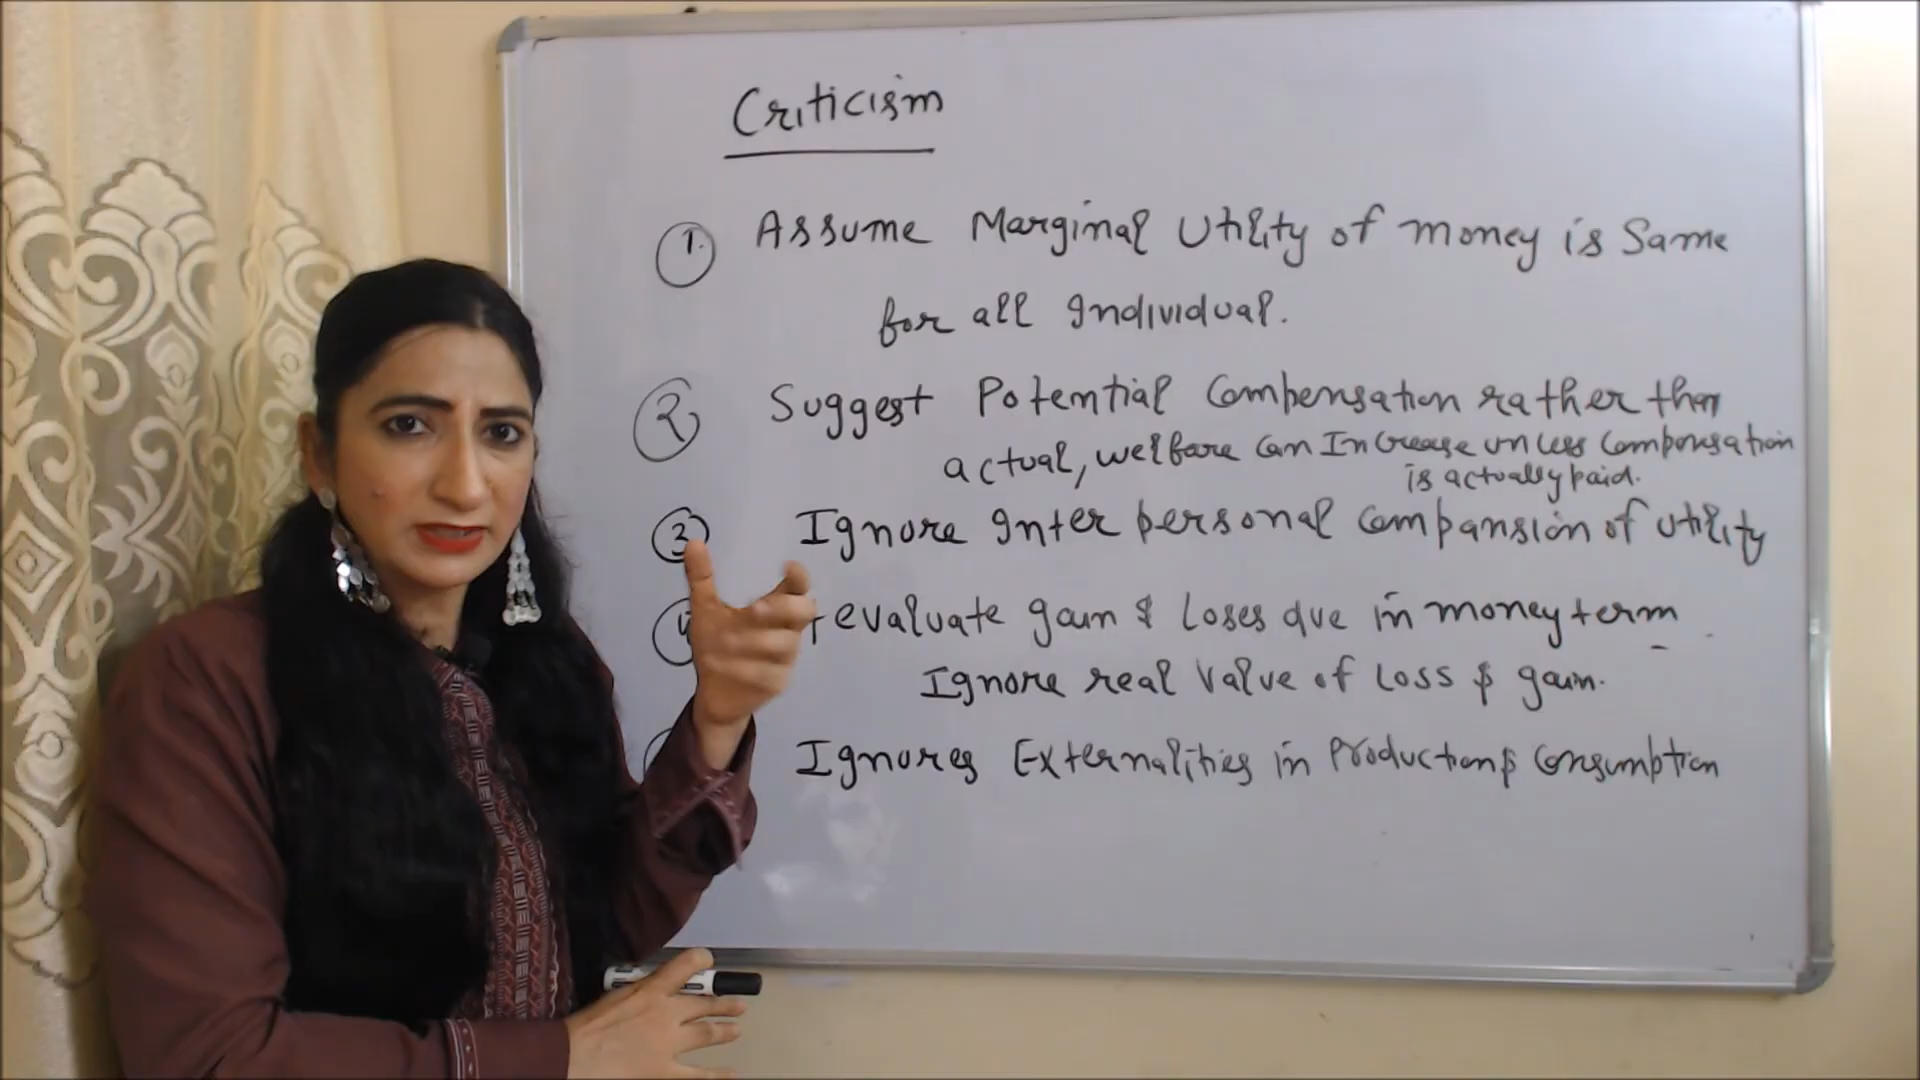 Criticism
1. Assume Marginal Utility of money is Same
for all Individual.
2 Suggest Potential Compensation rather than
actual, welfare can Increase unless Compensation
is actually paid.
3 Ignore Inter personal Compansion of utility
4 evaluate gain & Loses due in money term
Ignore real Value of Loss & gain.
Ignores Externalities in Production & Consumption